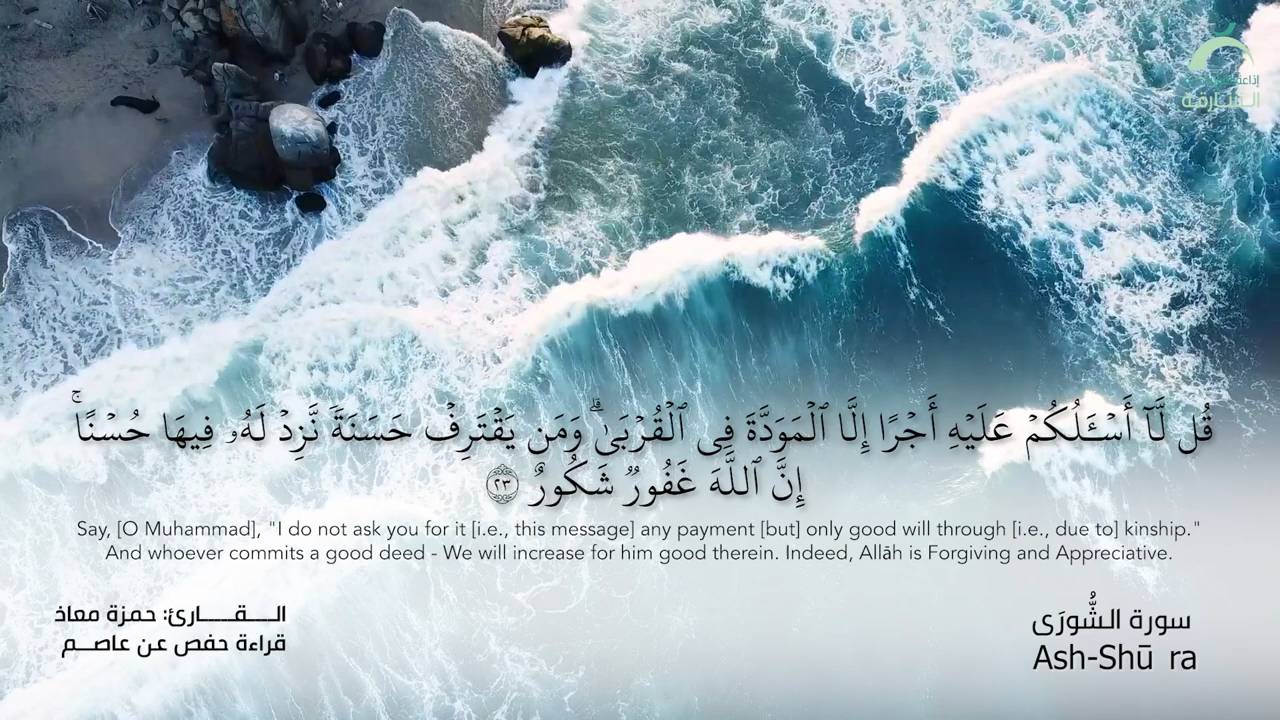 إذاعة
الشارقة
قُل لَّآ أَسْـَٔلُكُمْ عَلَيْهِ أَجْرًا إِلَّا ٱلْمَوَدَّةَ فِى ٱلْقُرْبَىٰ ۗ وَمَن يَقْتَرِفْ حَسَنَةً نَّزِدْ لَهُۥ فِيهَا حُسْنًا ۚ
إِنَّ ٱللَّهَ غَفُورٌ شَكُورٌ ٢٣
Say, [O Muhammad], "I do not ask you for it [i.e., this message] any payment [but] only good will through [i.e., due to] kinship."
And whoever commits a good deed - We will increase for him good therein. Indeed, Allāh is Forgiving and Appreciative.
سورة الشُّورَى
Ash-Shū ra
الـــقـــارئ: حمزة معاذ
قراءة حفص عن عاصـم